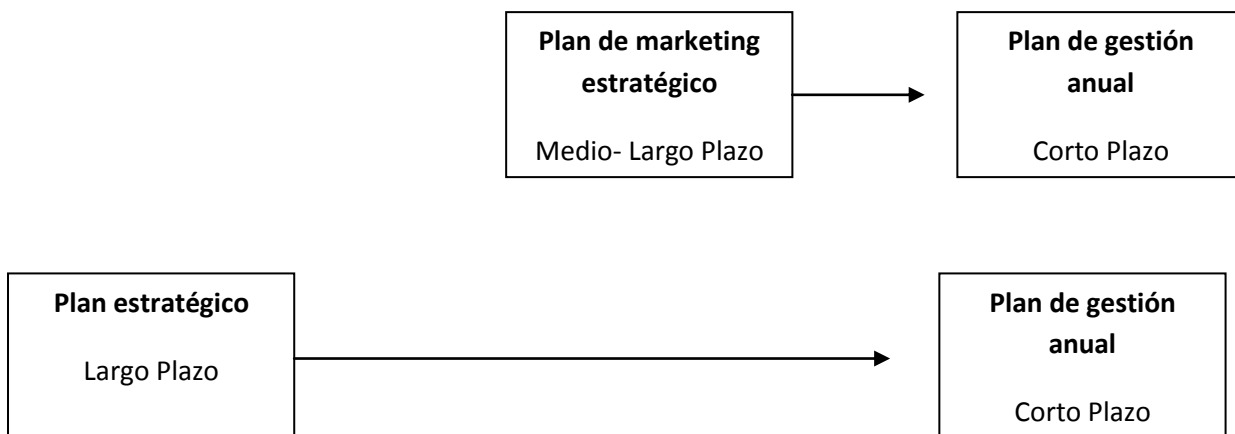 Plan de marketing
estratégico
Medio- Largo Plazo
Plan de gestión
anual
Corto Plazo
Plan estratégico
Largo Plazo
Plan de gestión
anual
Corto Plazo